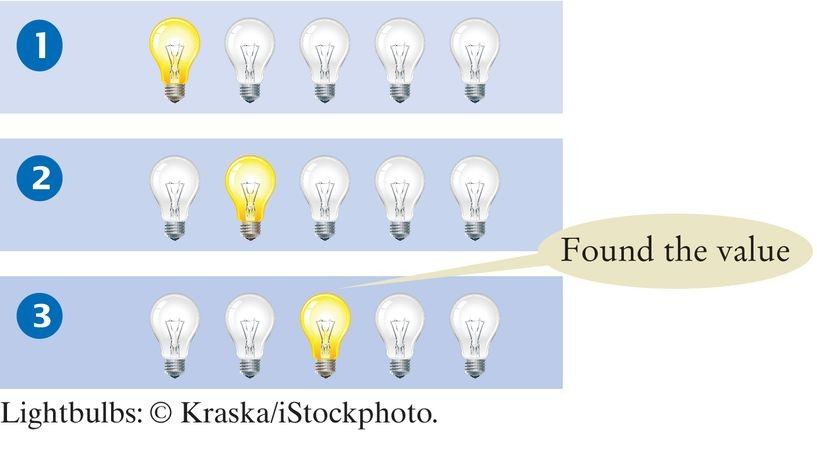 1
2
Found the value
3
Lightbulbs: © Kraska/iStockphoto.